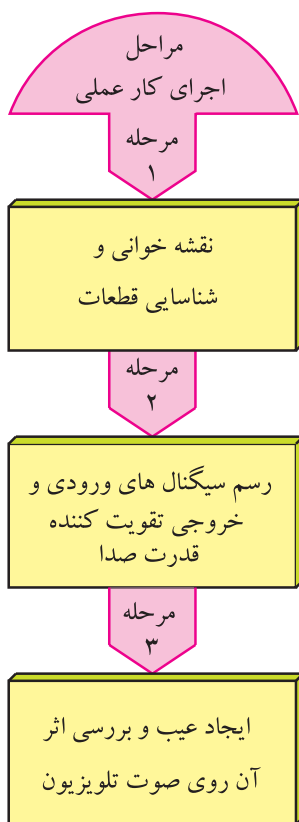 مراحل
اجرای کار عملی
مرحله
۱
نقشه خوانی و
شناسایی قطعات
مرحله
۲
رسم سیگنال های ورودی و
خروجی تقویت کننده
قدرت صدا
مرحله
۳
ایجاد عیب و بررسی اثر
آن روی صوت تلویزیون